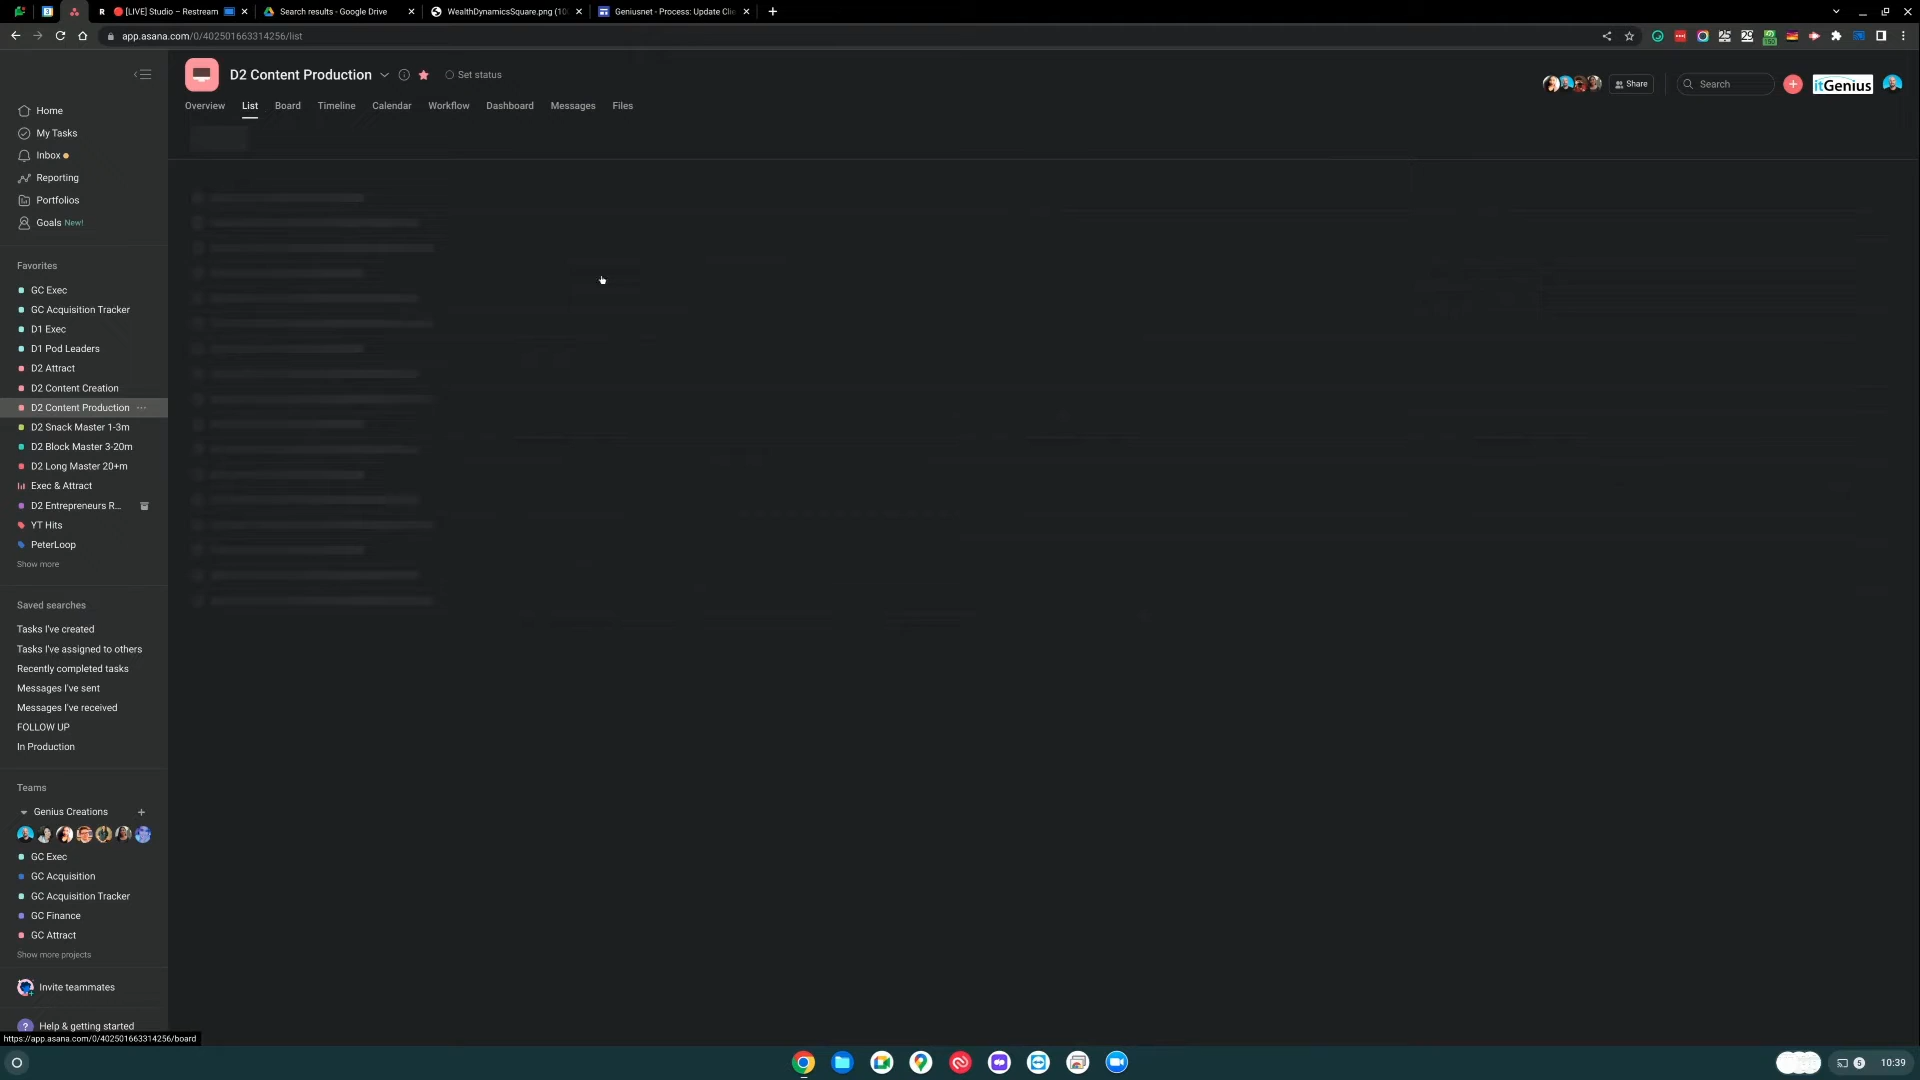 [LIVE] Studio – Restream
Search results - Google Drive
WealthDynamicsSquare.png (10
Geniusnet - Process: Update Clie
app.asana.com/0/402501663314256/list
D2 Content Production
Set status
Share
Search
itGenius
Overview
List
Board
Timeline
Calendar
Workflow
Dashboard
Messages
Files
Home
My Tasks
Inbox
Reporting
Portfolios
Goals New!
Favorites
GC Exec
GC Acquisition Tracker
D1 Exec
D1 Pod Leaders
D2 Attract
D2 Content Creation
D2 Content Production
D2 Snack Master 1-3m
D2 Block Master 3-20m
D2 Long Master 20+m
Exec & Attract
D2 Entrepreneurs R...
YT Hits
PeterLoop
Show more
Saved searches
Tasks I've created
Tasks I've assigned to others
Recently completed tasks
Messages I've sent
Messages I've received
FOLLOW UP
In Production
Teams
Genius Creations
GC Exec
GC Acquisition
GC Acquisition Tracker
GC Finance
GC Attract
Show more projects
Invite teammates
Help & getting started
https://app.asana.com/0/402501663314256/board
5
10:39